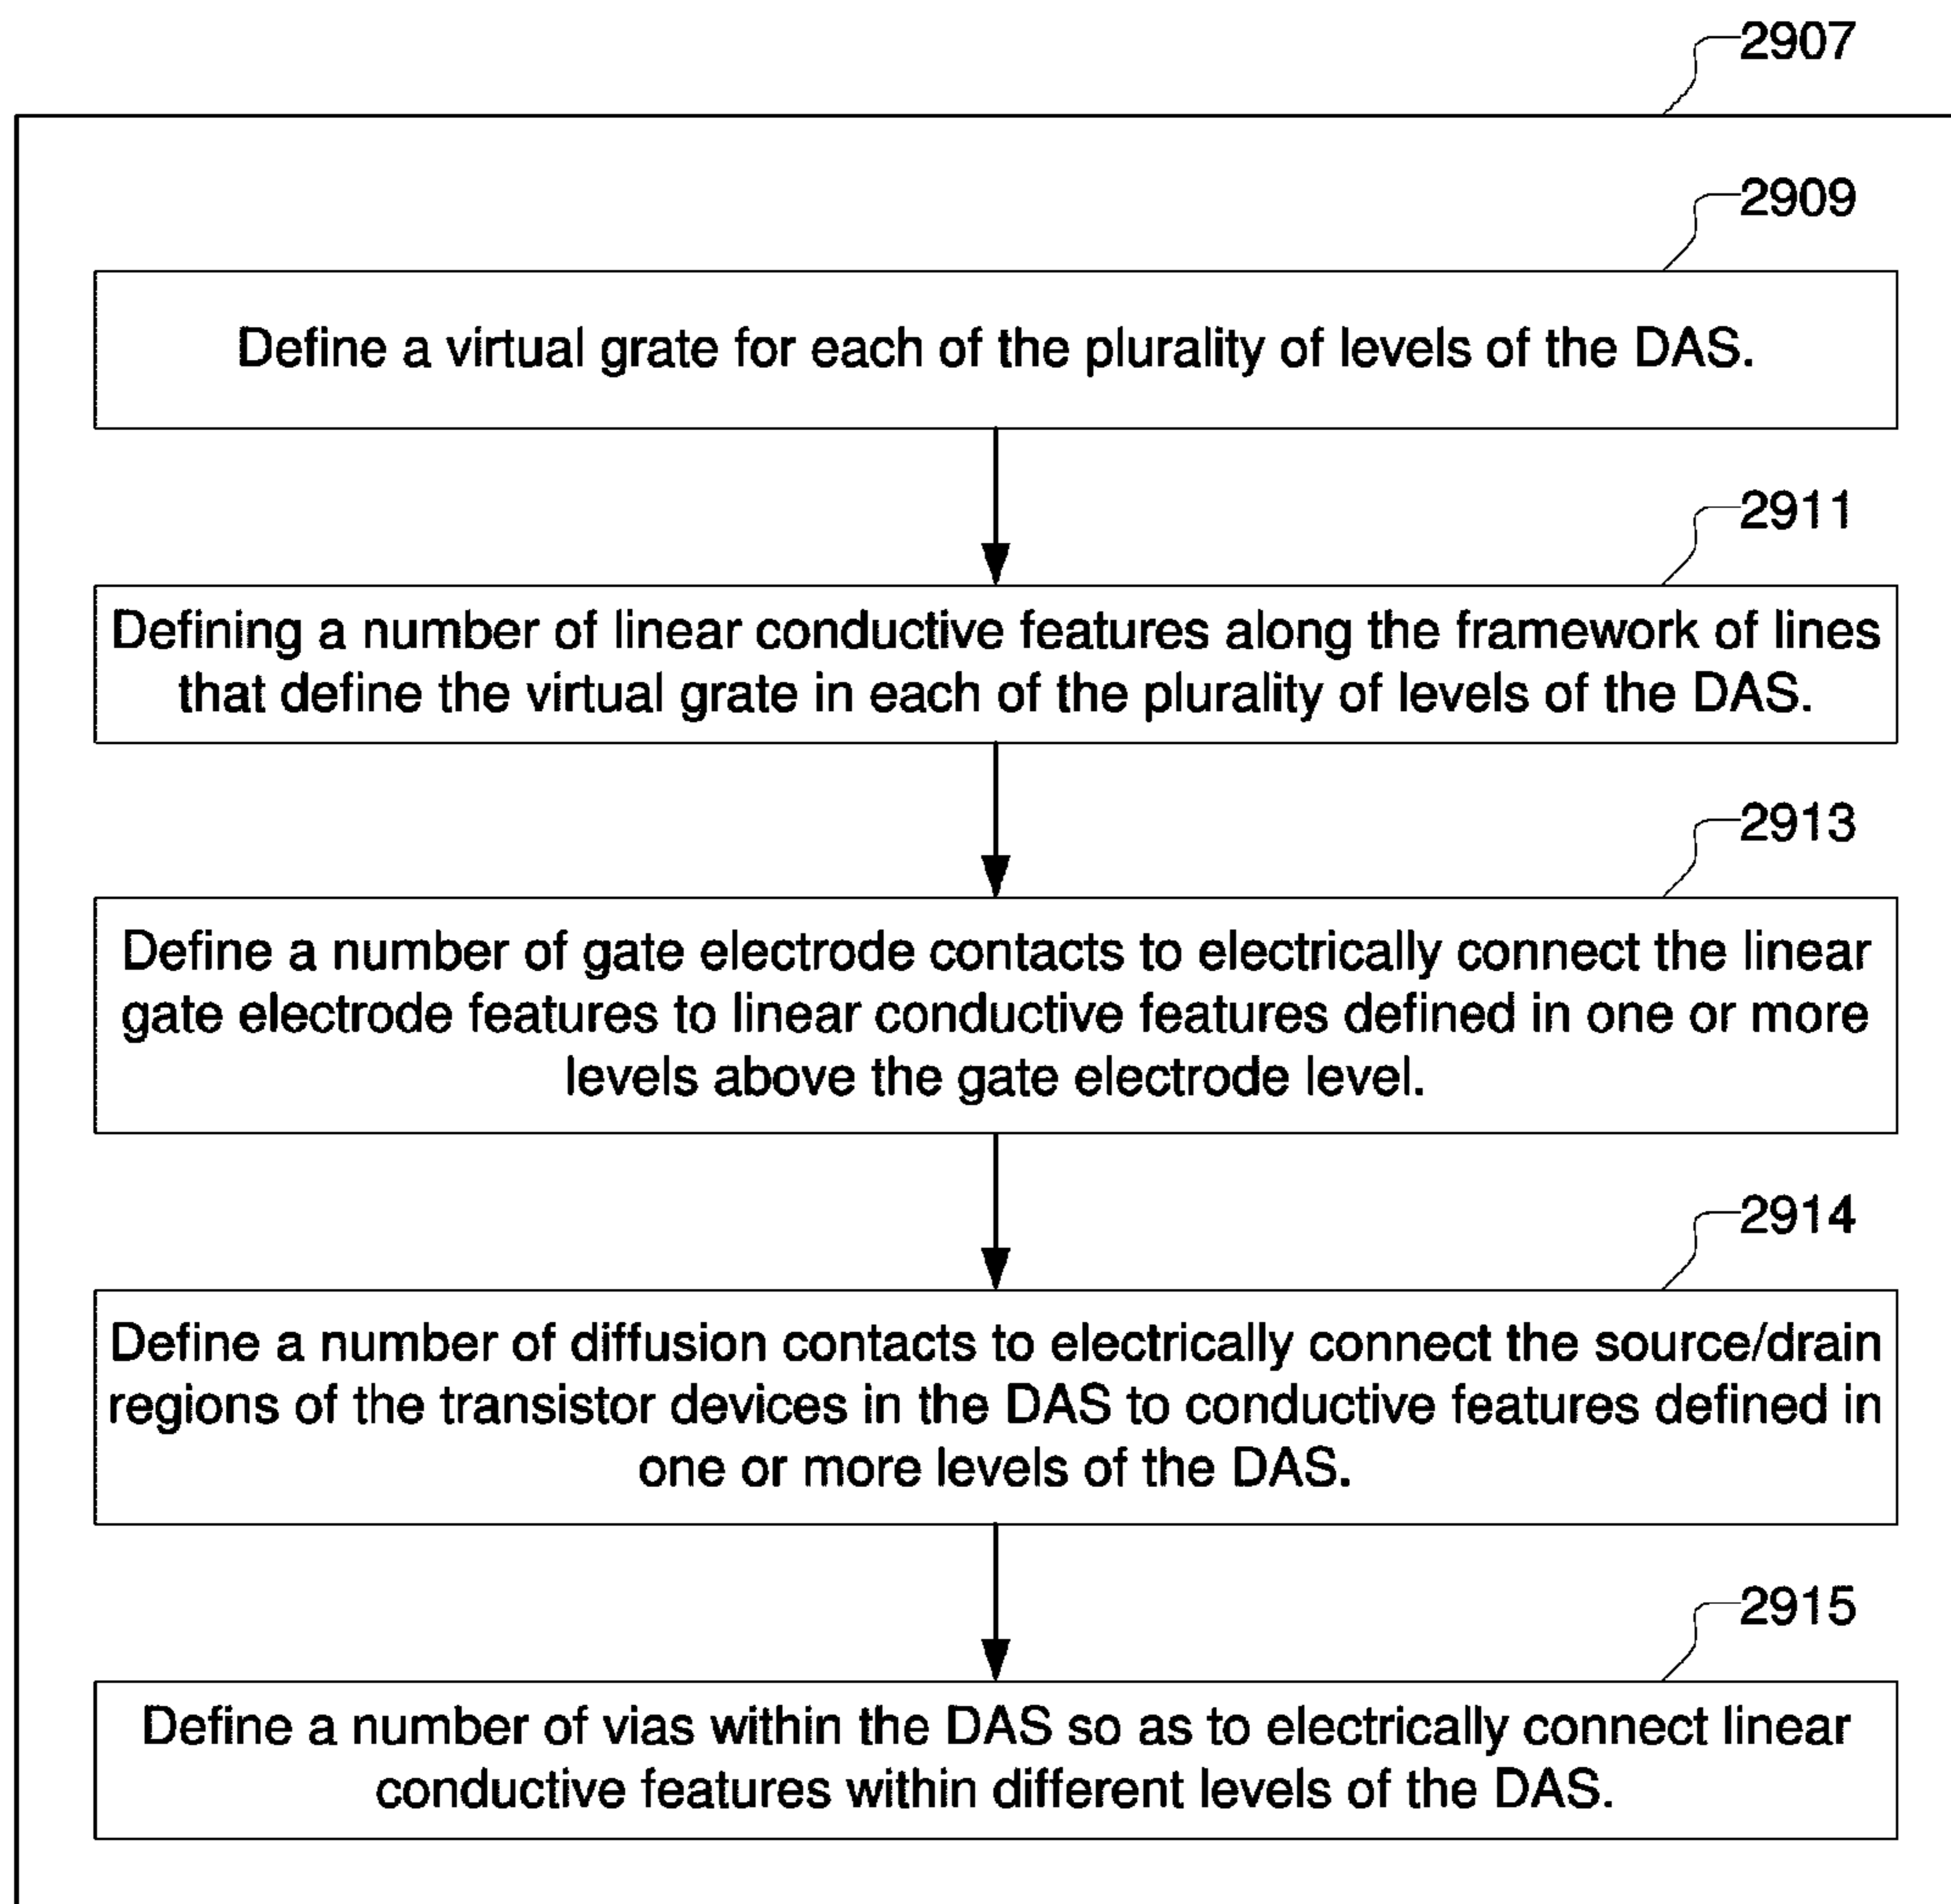 2907
2909
Define a virtual grate for each of the plurality of levels of the DAS.
2911
Defining a number of linear conductive features along the framework of lines
that define the virtual grate in each of the plurality of levels of the DAS.
2913
Define a number of gate electrode contacts to electrically connect the linear
gate electrode features to linear conductive features defined in one or more
levels above the gate electrode level.
2914
Define a number of diffusion contacts to electrically connect the source/drain
regions of the transistor devices in the DAS to conductive features defined in
one or more levels of the DAS.
2915
Define a number of vias within the DAS so as to electrically connect linear
conductive features within different levels of the DAS.